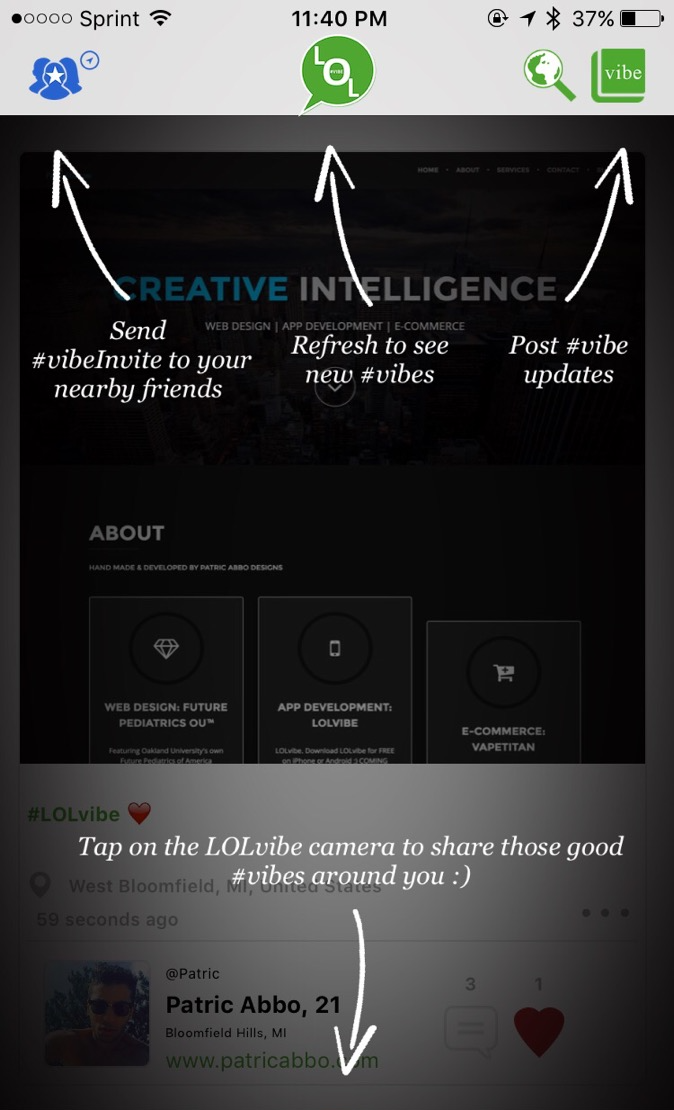 Sprint 11:40 PM 37%
LOL vibe
HOME • ABOUT • SERVICES • CONTACT
CREATIVE INTELLIGENCE
WEB DESIGN | APP DEVELOPMENT | E-COMMERCE
Send
#vibeInvite to your
nearby friends
Refresh to see
new #vibes
Post #vibe
updates
ABOUT
HAND MADE & DEVELOPED BY PATRIC ABBO DESIGNS
WEB DESIGN: FUTURE
PEDIATRICS OU™
Featuring Oakland University's own
Future Pediatrics of America
APP DEVELOPMENT:
LOLVIBE
LOLvibe, Download LOLvibe for FREE
on iPhone or Android :) COMING
E-COMMERCE:
VAPETITAN
#LOLvibe ❤️
Tap on the LOLvibe camera to share those good
#vibes around you :)
West Bloomfield, MI, United States
59 seconds ago
@Patric
Patric Abbo, 21
Bloomfield Hills, MI
www.patricabbo.com
3 1